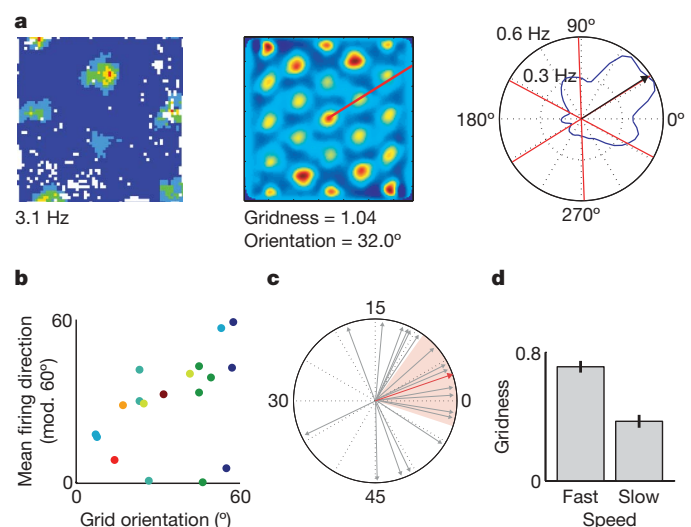 a
3.1 Hz
Gridness = 1.04
Orientation = 32.0º
0.6 Hz
90º
0.3 Hz
180º
0º
270º
b
Mean firing direction
(mod. 60º)
60
0
0
60
Grid orientation (º)
c
15
30
0
45
d
Gridness
0.8
0
Fast
Slow
Speed